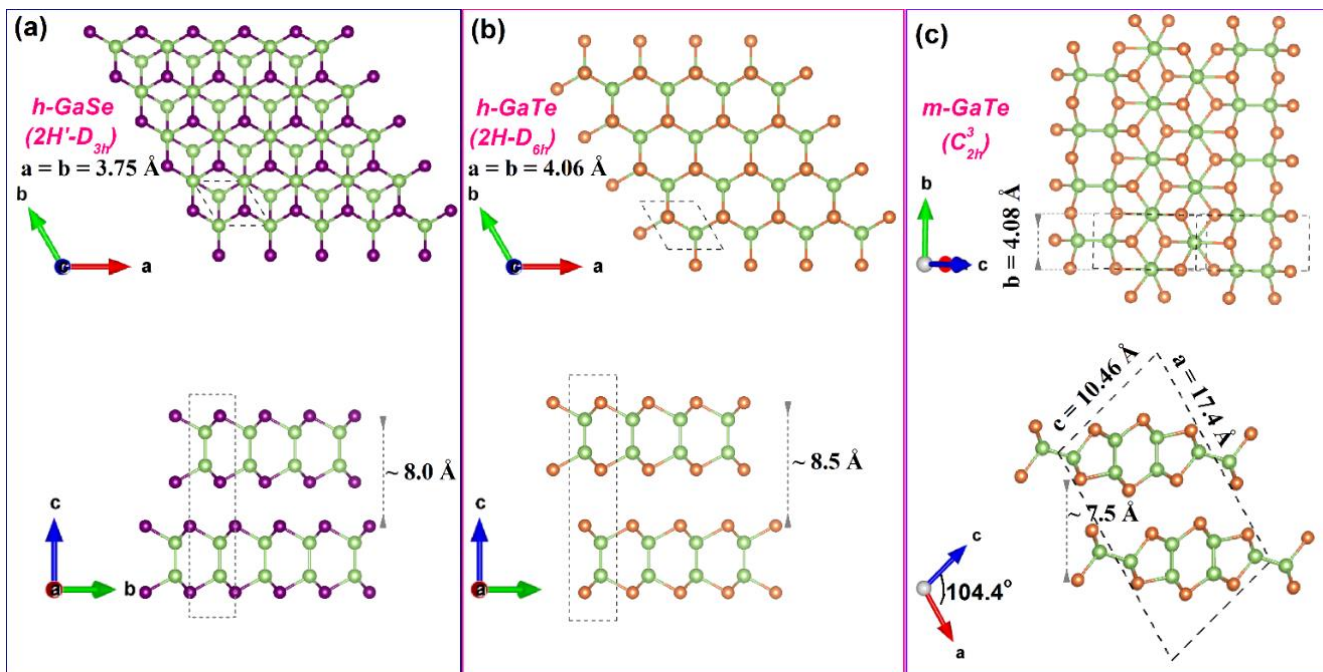 (a)
h-GaSe
(2H'-D3h)
a = b = 3.75 Å
b
c
a
~ 8.0 Å
c
a
b
(b)
h-GaTe
(2H-D6h)
a = b = 4.06 Å
b
c
a
~ 8.5 Å
c
a
(c)
m-GaTe
(C32h)
b
b = 4.08 Å
c
c = 10.46 Å
a = 17.4 Å
~ 7.5 Å
c
104.4°
a